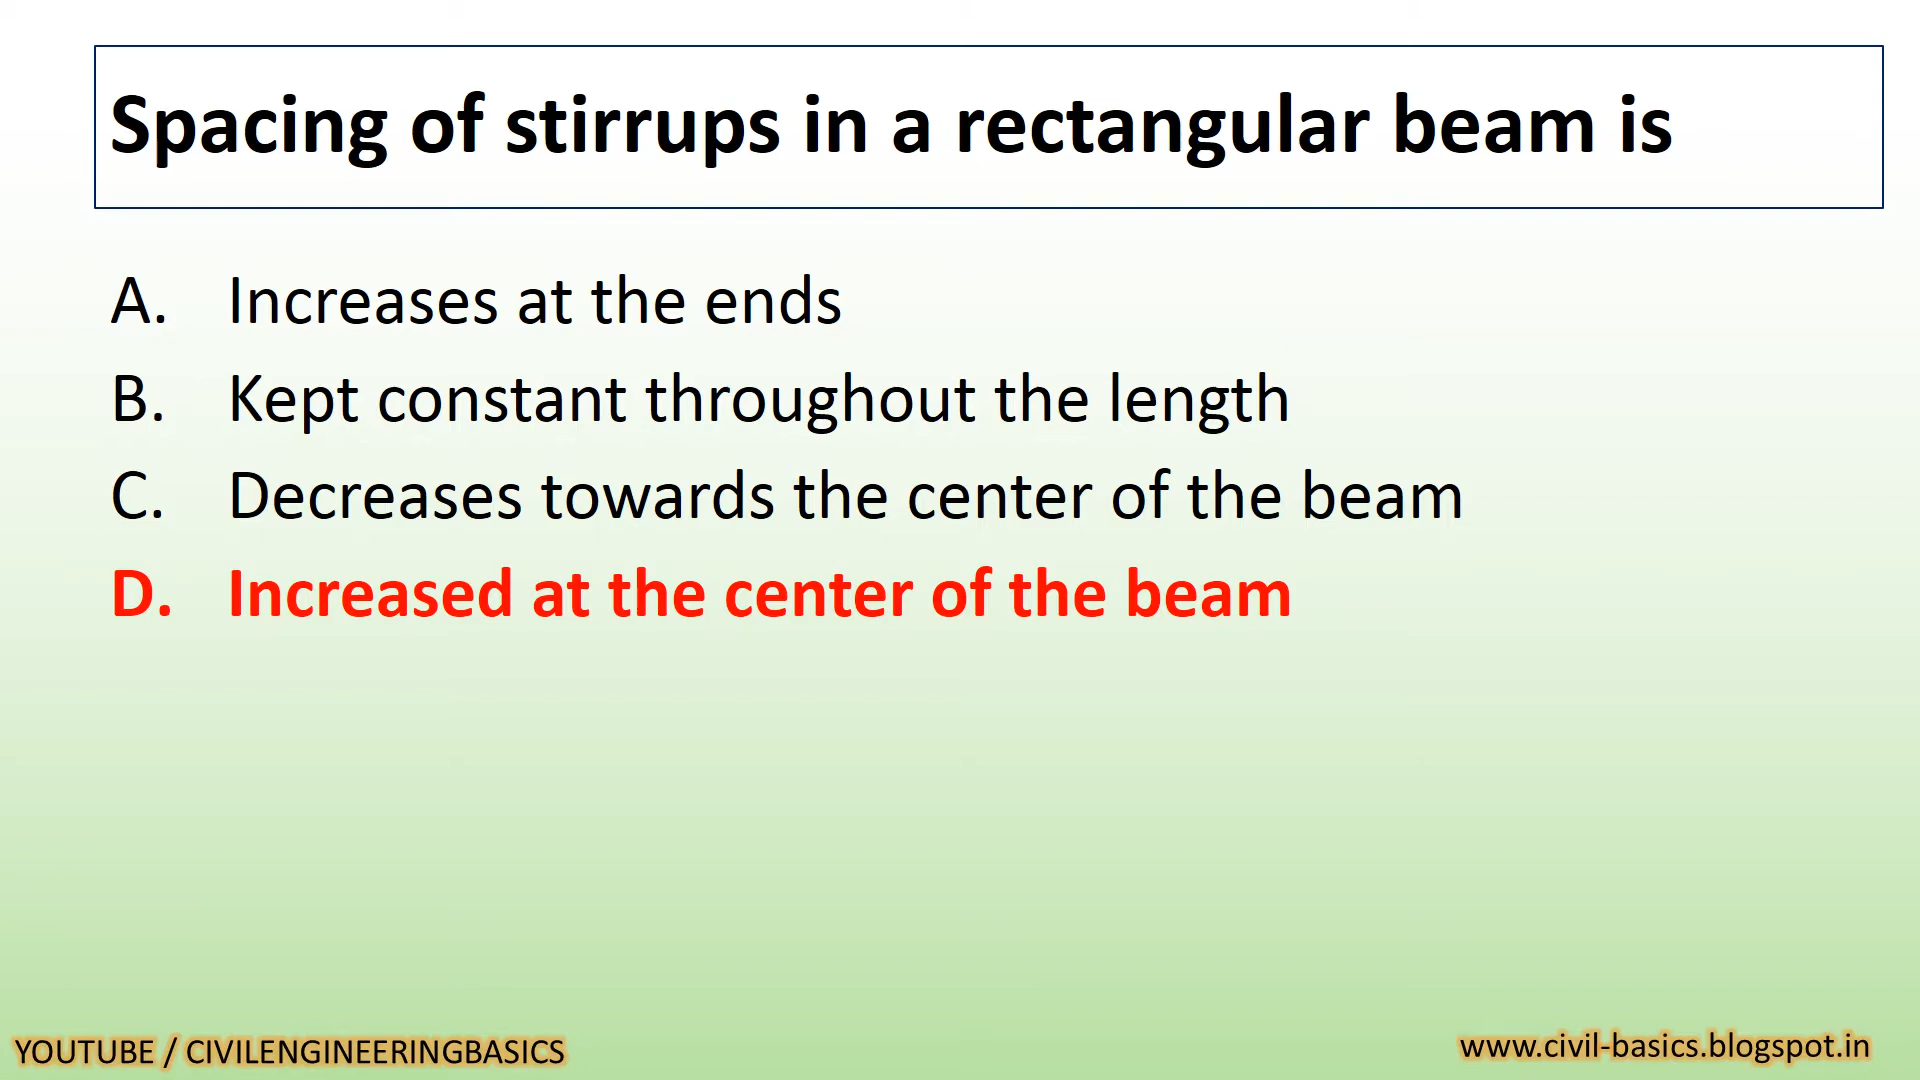 Spacing of stirrups in a rectangular beam is
A. Increases at the ends
B. Kept constant throughout the length
C. Decreases towards the center of the beam
D. Increased at the center of the beam
YOUTUBE / CIVILENGINEERINGBASICS
www.civil-basics.blogspot.in